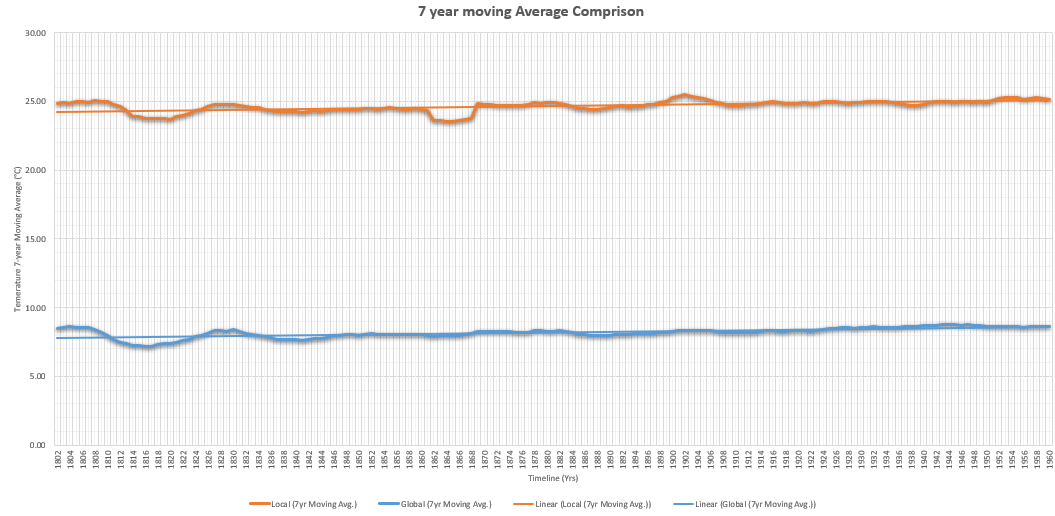 7 year moving Average Comprison
30.00
25.00
20.00
15.00
10.00
5.00
0.00
Temerature 7-year Moving Average (°C)
1802 1804 1806 1808 1810 1812 1814 1816 1818 1820 1822 1824 1826 1828 1830 1832 1834 1836 1838 1840 1842 1844 1846 1848 1850 1852 1854 1856 1858 1860 1862 1864 1866 1868 1870 1872 1874 1876 1878 1880 1882 1884 1886 1888 1890 1892 1894 1896 1898 1900 1902 1904 1906 1908 1910 1912 1914 1916 1918 1920 1922 1924 1926 1928 1930 1932 1934 1936 1938 1940 1942 1944 1946 1948 1950 1952 1954 1956 1958 1960
Timeline (Yrs)
Local (7yr Moving Avg.) Global (7yr Moving Avg.) Linear (Local (7yr Moving Avg.)) Linear (Global (7yr Moving Avg.))